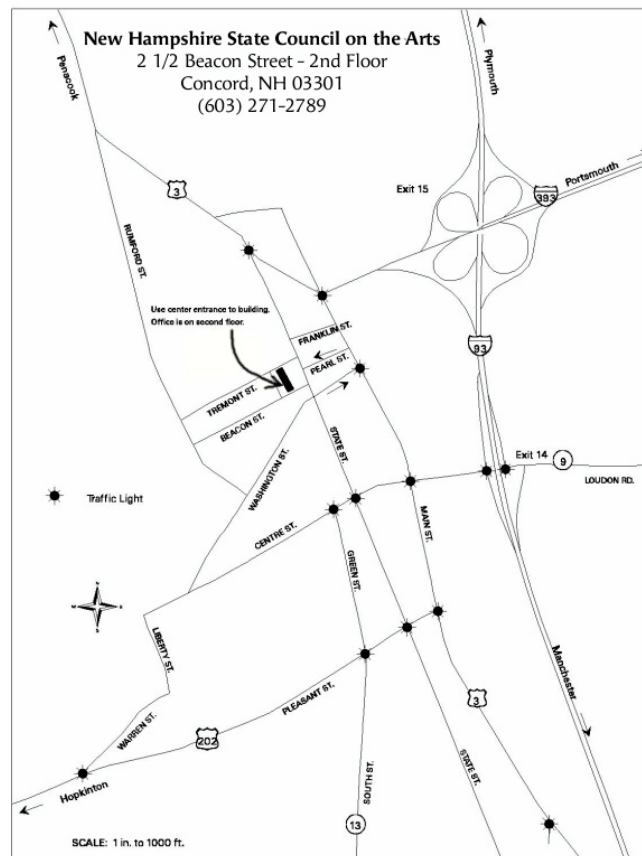 New Hampshire State Council on the Arts
2 1/2 Beacon Street - 2nd Floor
Concord, NH 03301
(603) 271-2789
Penacook
Plymouth
Portsmouth
Exit 15
393
3
RUMFORD ST.
Use center entrance to building.
Office is on second floor.
FRANKLIN ST.
PEARL ST.
93
TREMONT ST.
BEACON ST.
STATE ST.
WASHINGTON ST.
Exit 14
9
LOUDON RD.
Traffic Light
CENTRE ST.
MAIN ST.
GREEN ST.
N
W
E
S
LIBERTY ST.
Manchester
3
PLEASANT ST.
WARREN ST.
202
STATE ST.
SOUTH ST.
Hopkinton
13
SCALE: 1 in. to 1000 ft.